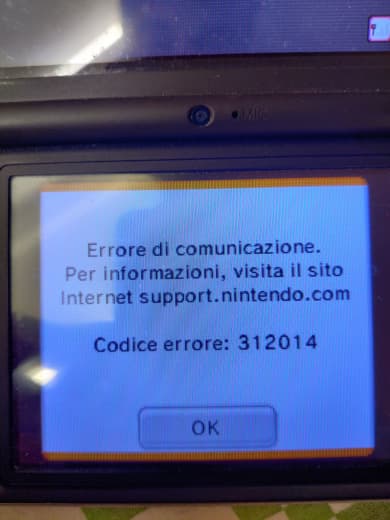 Mic
Errore di comunicazione.
Per informazioni, visita il sito
Internet support.nintendo.com
Codice errore: 312014
OK